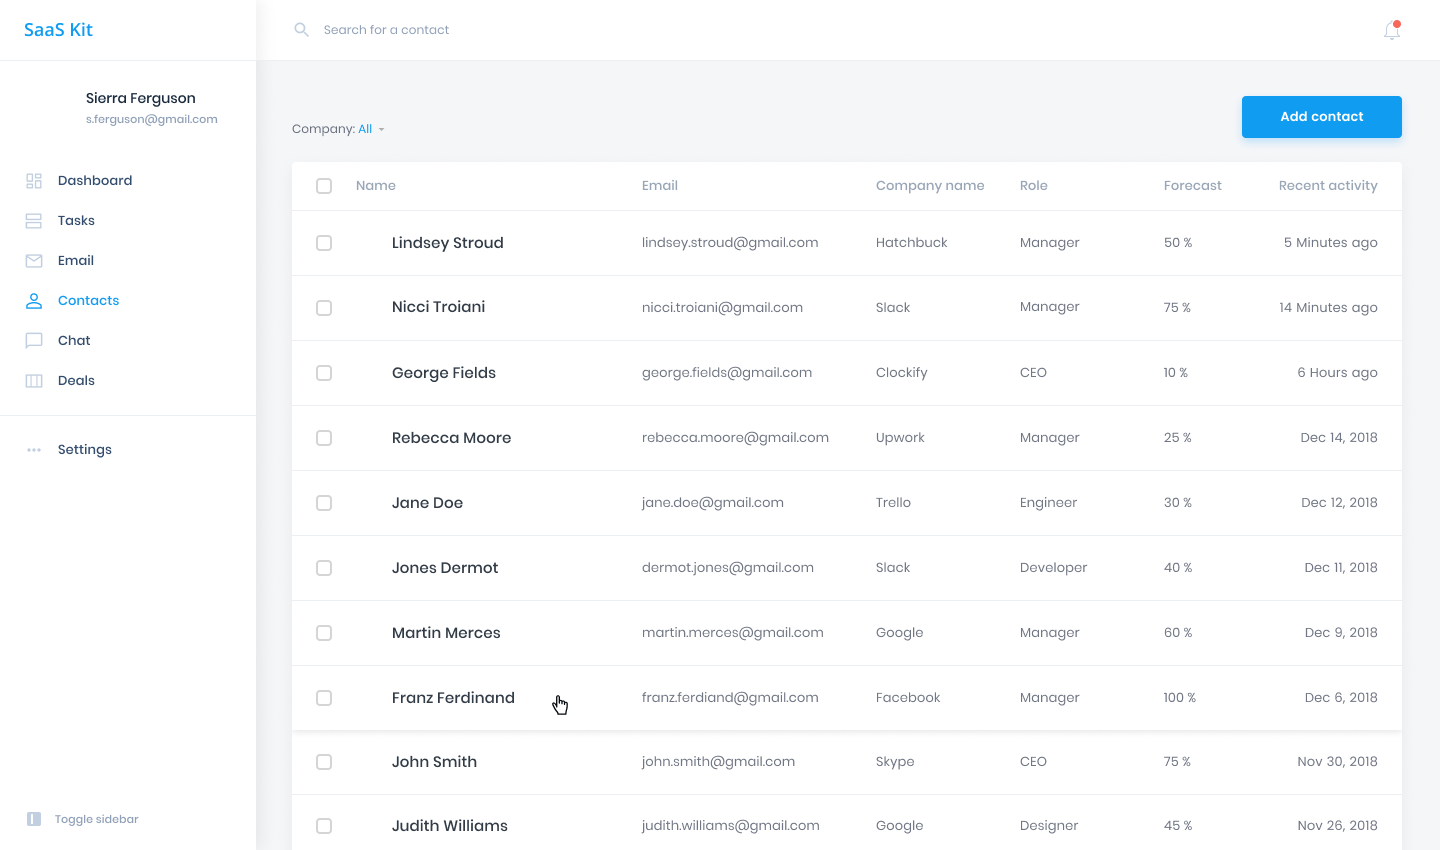 SaaS Kit
Search for a contact
Sierra Ferguson
s.ferguson@gmail.com
Dashboard
Tasks
Email
Contacts
Chat
Deals
Settings
Toggle sidebar
Company: All
Add contact
Name Email Company name Role Forecast Recent activity
Lindsey Stroud lindsey.stroud@gmail.com Hatchbuck Manager 50 % 5 Minutes ago
Nicci Troiani nicci.troiani@gmail.com Slack Manager 75 % 14 Minutes ago
George Fields george.fields@gmail.com Clockify CEO 10 % 6 Hours ago
Rebecca Moore rebecca.moore@gmail.com Upwork Manager 25 % Dec 14, 2018
Jane Doe jane.doe@gmail.com Trello Engineer 30 % Dec 12, 2018
Jones Dermot dermot.jones@gmail.com Slack Developer 40 % Dec 11, 2018
Martin Merces martin.merces@gmail.com Google Manager 60 % Dec 9, 2018
Franz Ferdinand franz.ferdiand@gmail.com Facebook Manager 100 % Dec 6, 2018
John Smith john.smith@gmail.com Skype CEO 75 % Nov 30, 2018
Judith Williams judith.williams@gmail.com Google Designer 45 % Nov 26, 2018